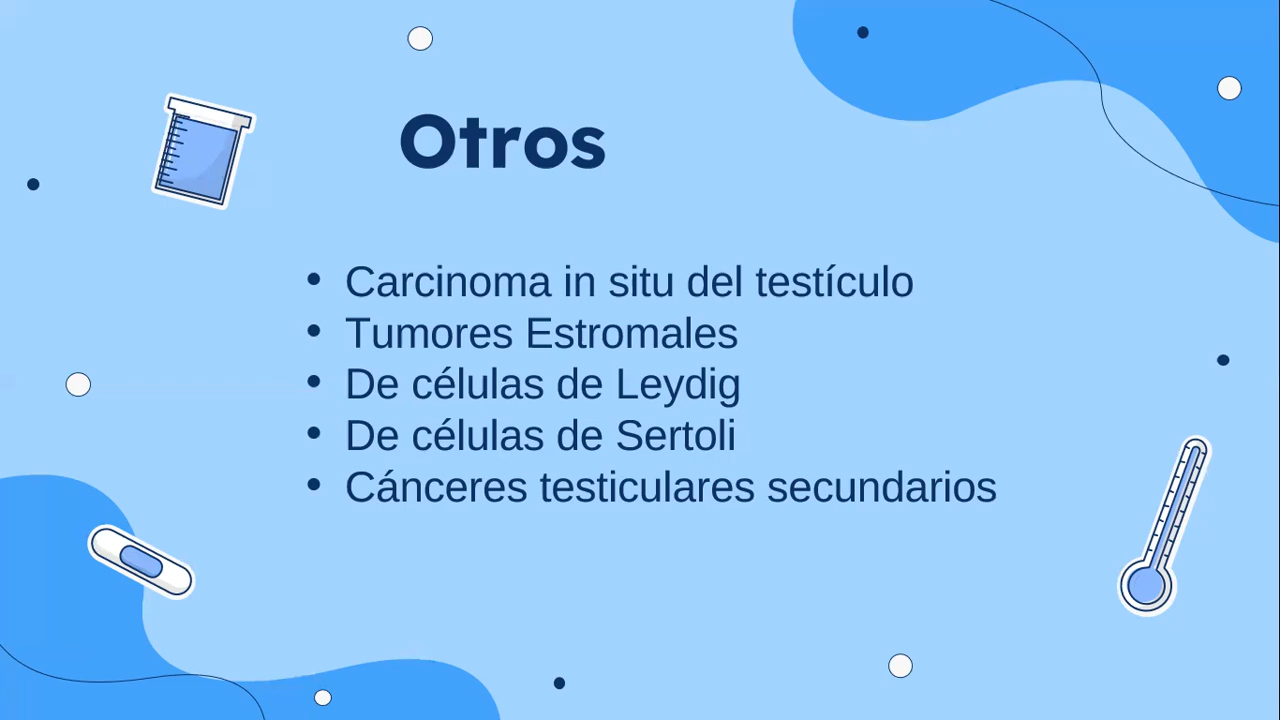 Otros
• Carcinoma in situ del testículo
• Tumores Estromales
• De células de Leydig
• De células de Sertoli
• Cánceres testiculares secundarios